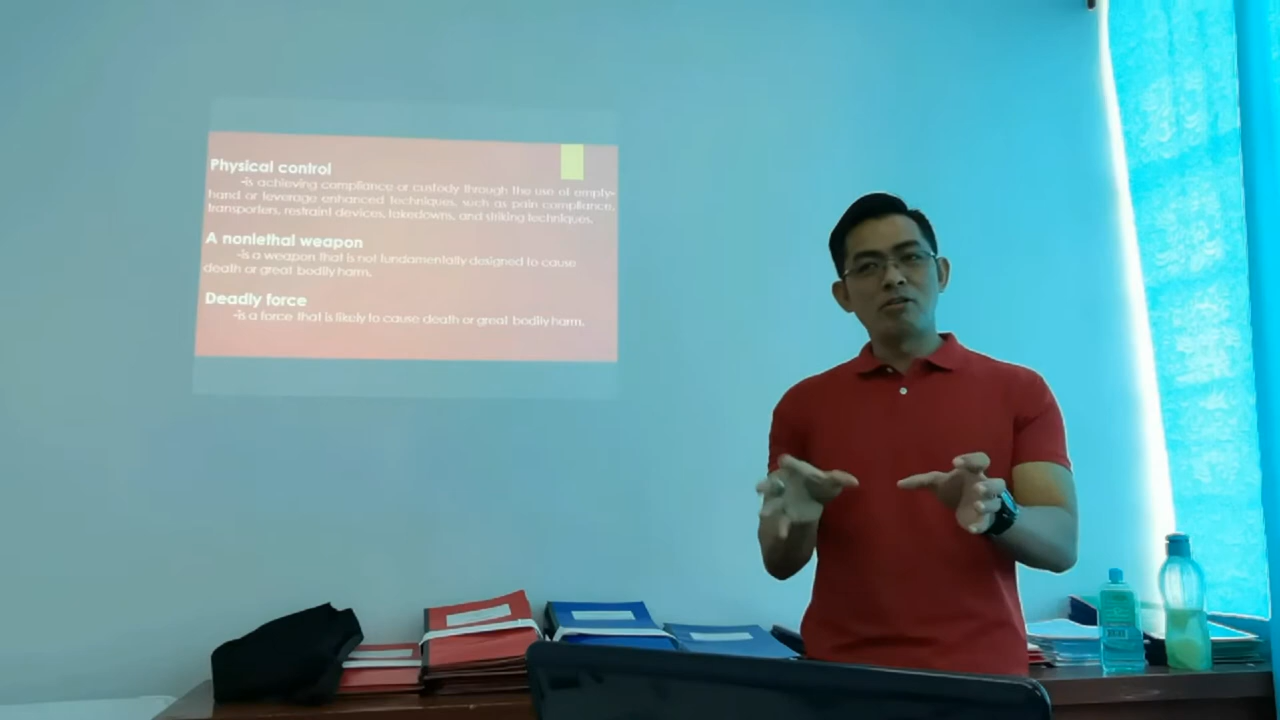 Physical control
-is achieving compliance or custody through the use of empty-
hand or leverage enhanced techniques, such as pain compliance,
transporters, restraint devices, takedowns, and striking techniques.
A nonlethal weapon
-is a weapon that is not fundamentally designed to cause
death or great bodily harm.
Deadly force
-is a force that is likely to cause death or great bodily harm.